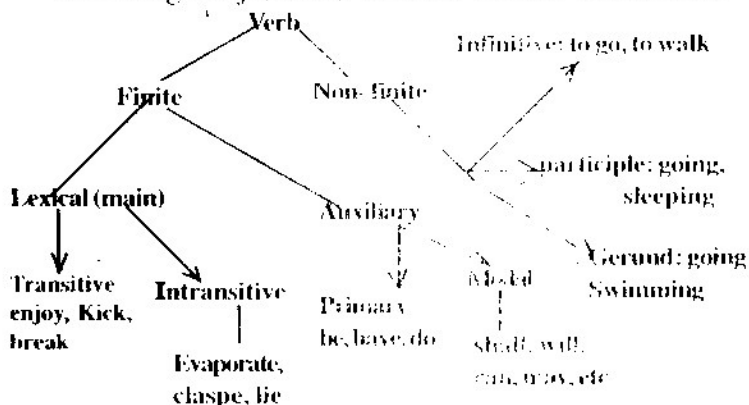 Verb
Infinitive: to go, to walk
Finite
Non-finite
participle: going,
sleeping
Lexical (main)
Auxiliary
Gerund: going
Swimming
Transitive
enjoy, Kick,
break
Intransitive
Primary
be, have, do
Modal
shall, will,
can, may, etc
Evaporate,
claspe, lie